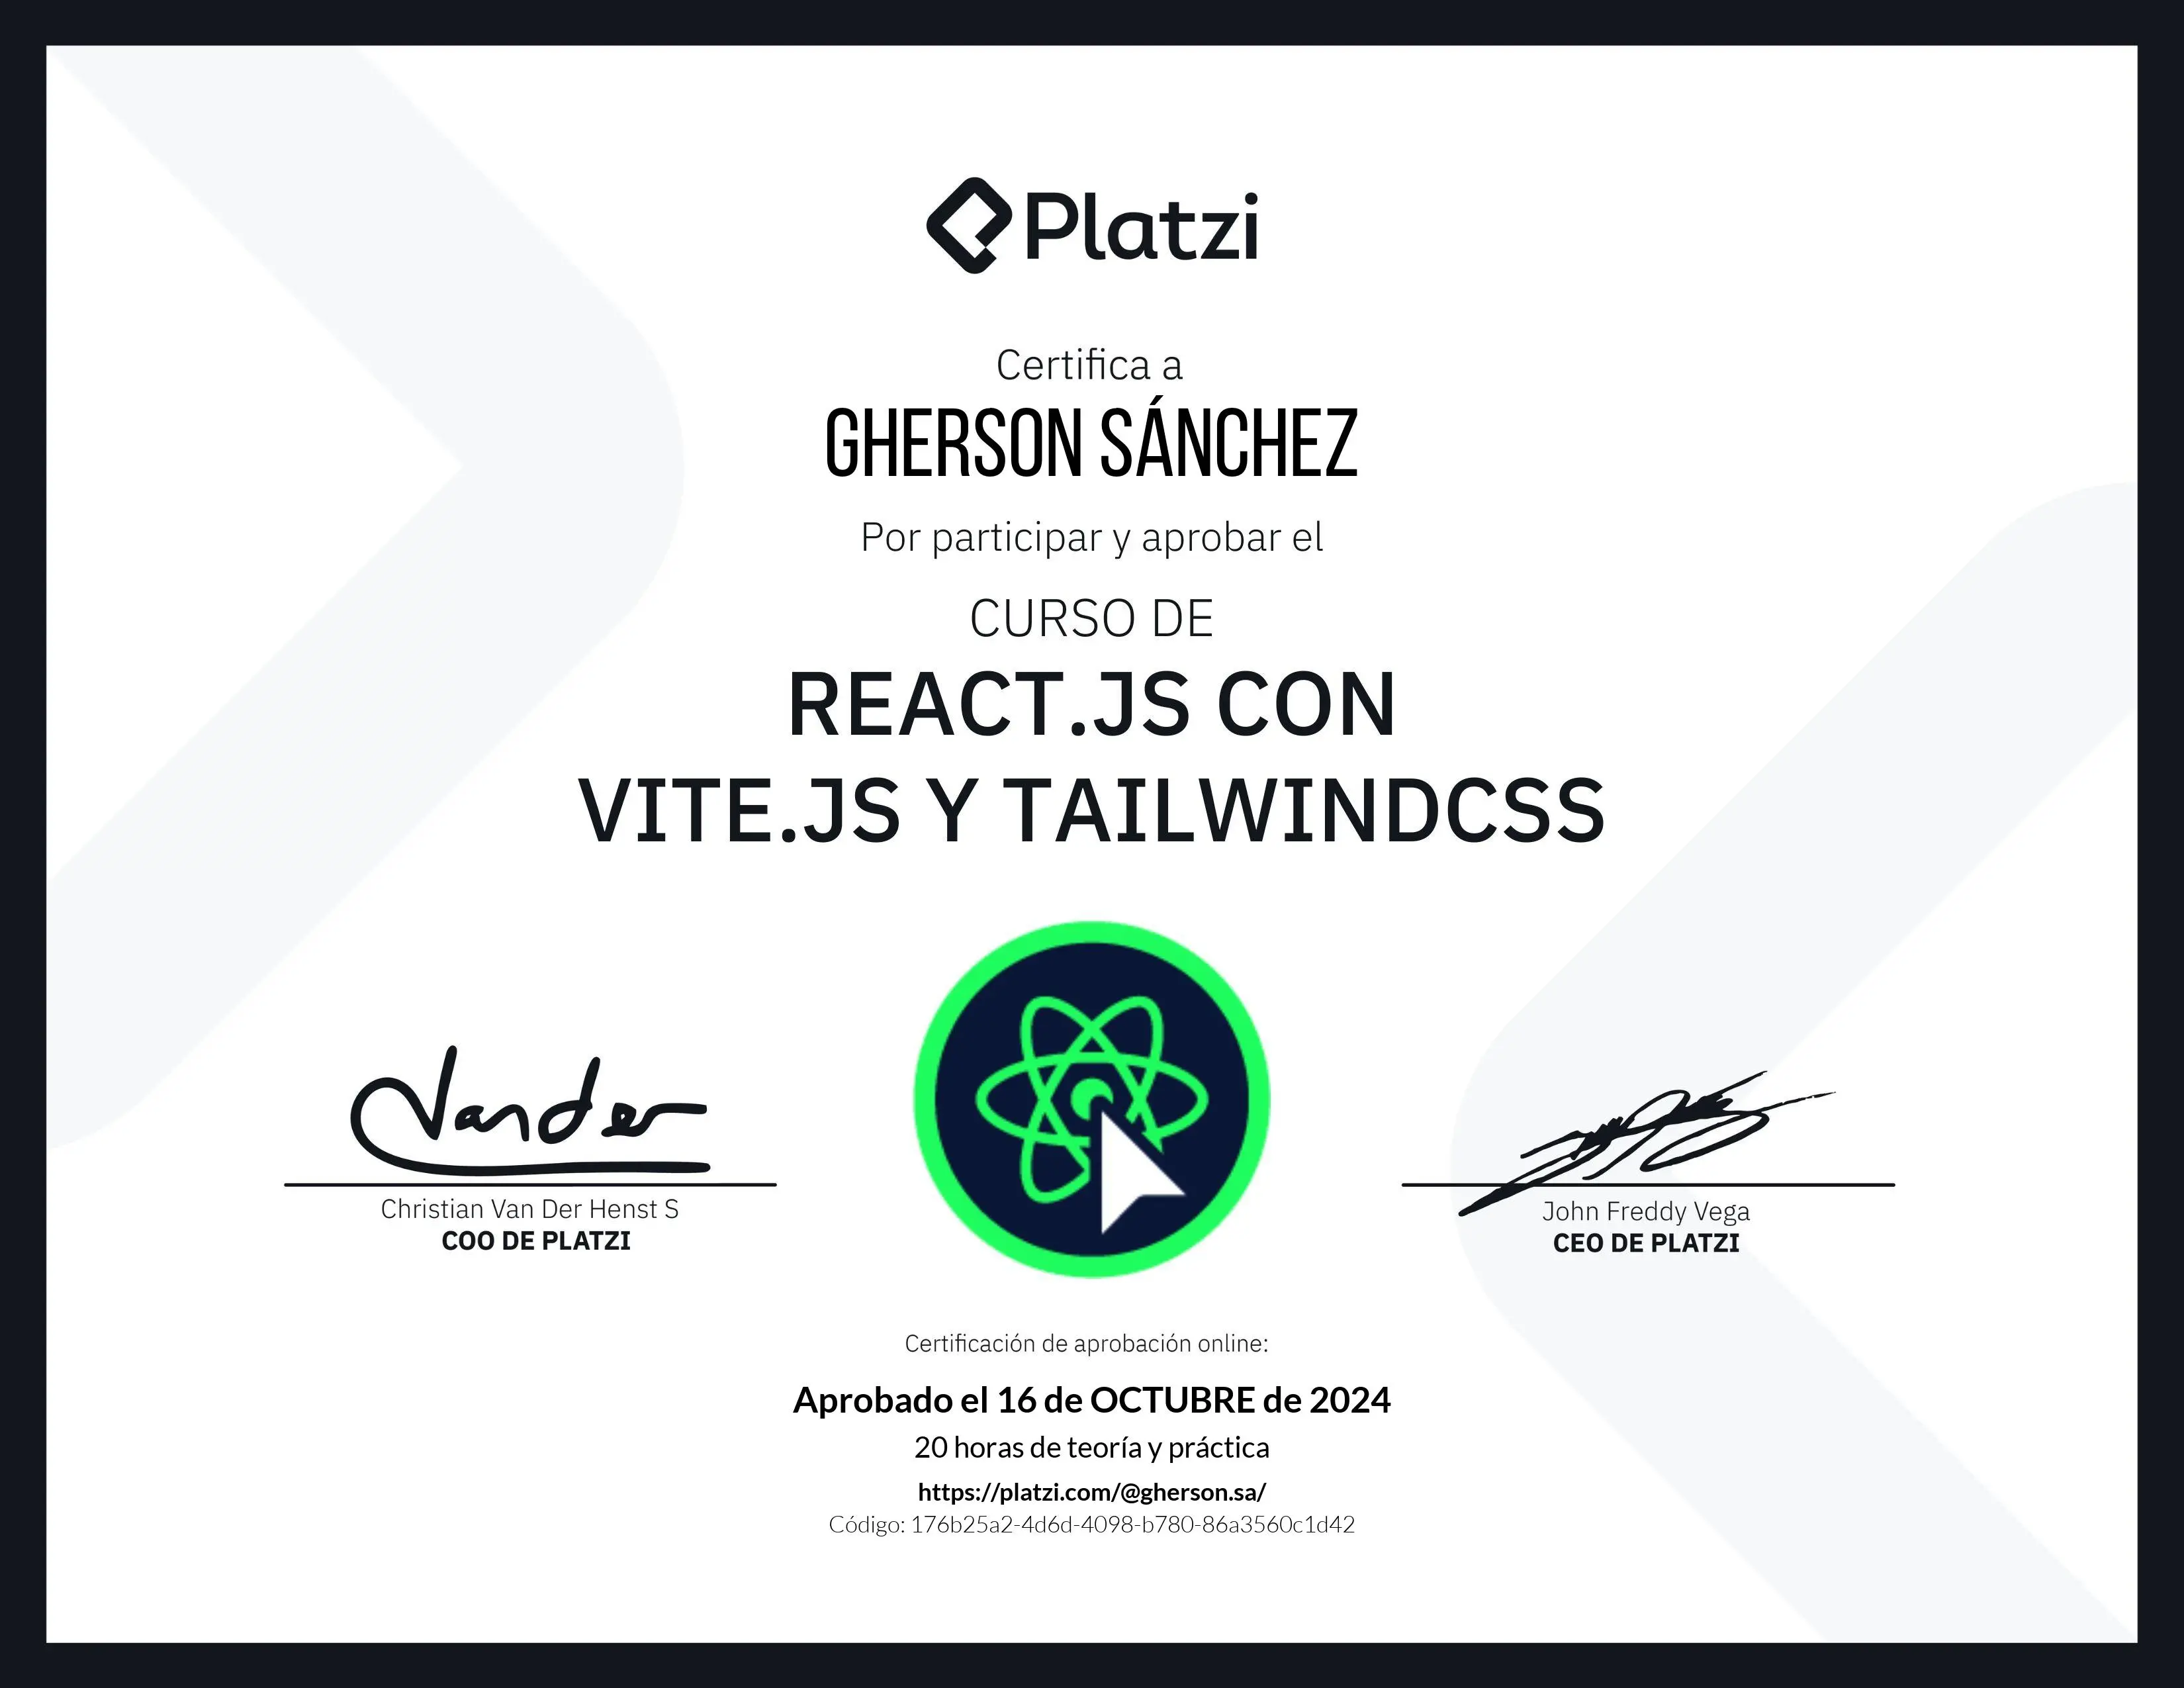 Platzi
Certifica a
GHERSON SÁNCHEZ
Por participar y aprobar el
CURSO DE
REACT.JS CON
VITE.JS Y TAILWINDCSS
Vander
Christian Van Der Henst S
COO DE PLATZI
John Freddy Vega
CEO DE PLATZI
Certificación de aprobación online:
Aprobado el 16 de OCTUBRE de 2024
20 horas de teoría y práctica
https://platzi.com/@gherson.sa/
Código: 176b25a2-4d6d-4098-b780-86a3560c1d42